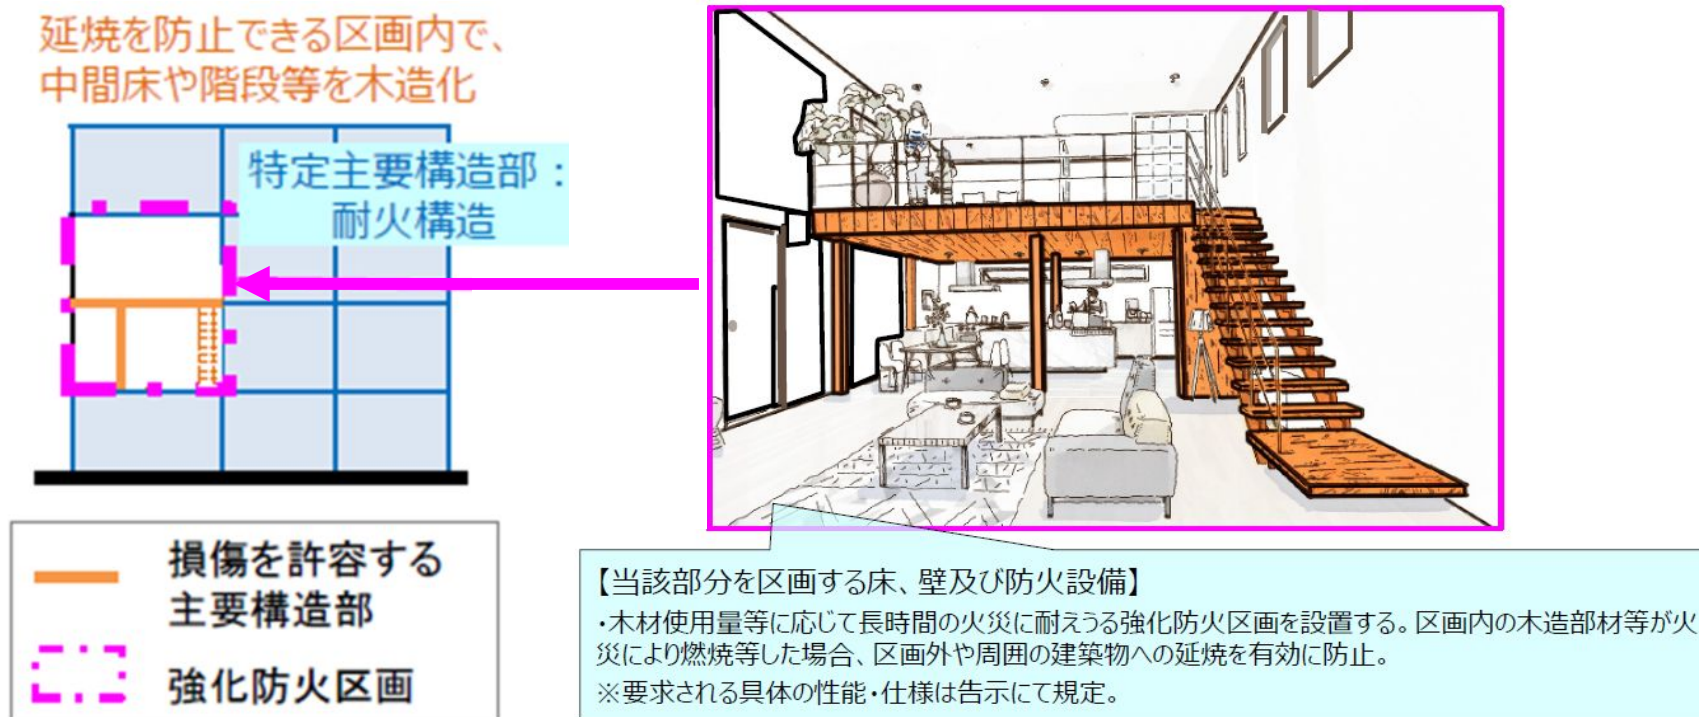 延焼を防止できる区画内で、
中間床や階段等を木造化
特定主要構造部：
耐火構造
損傷を許容する
主要構造部
強化防火区画
【当該部分を区画する床、壁及び防火設備】
・木材使用量等に応じて長時間の火災に耐えうる強化防火区画を設置する。区画内の木造部材等が火
災により燃焼等した場合、区画外や周囲の建築物への延焼を有効に防止。
※要求される具体の性能・仕様は告示にて規定。